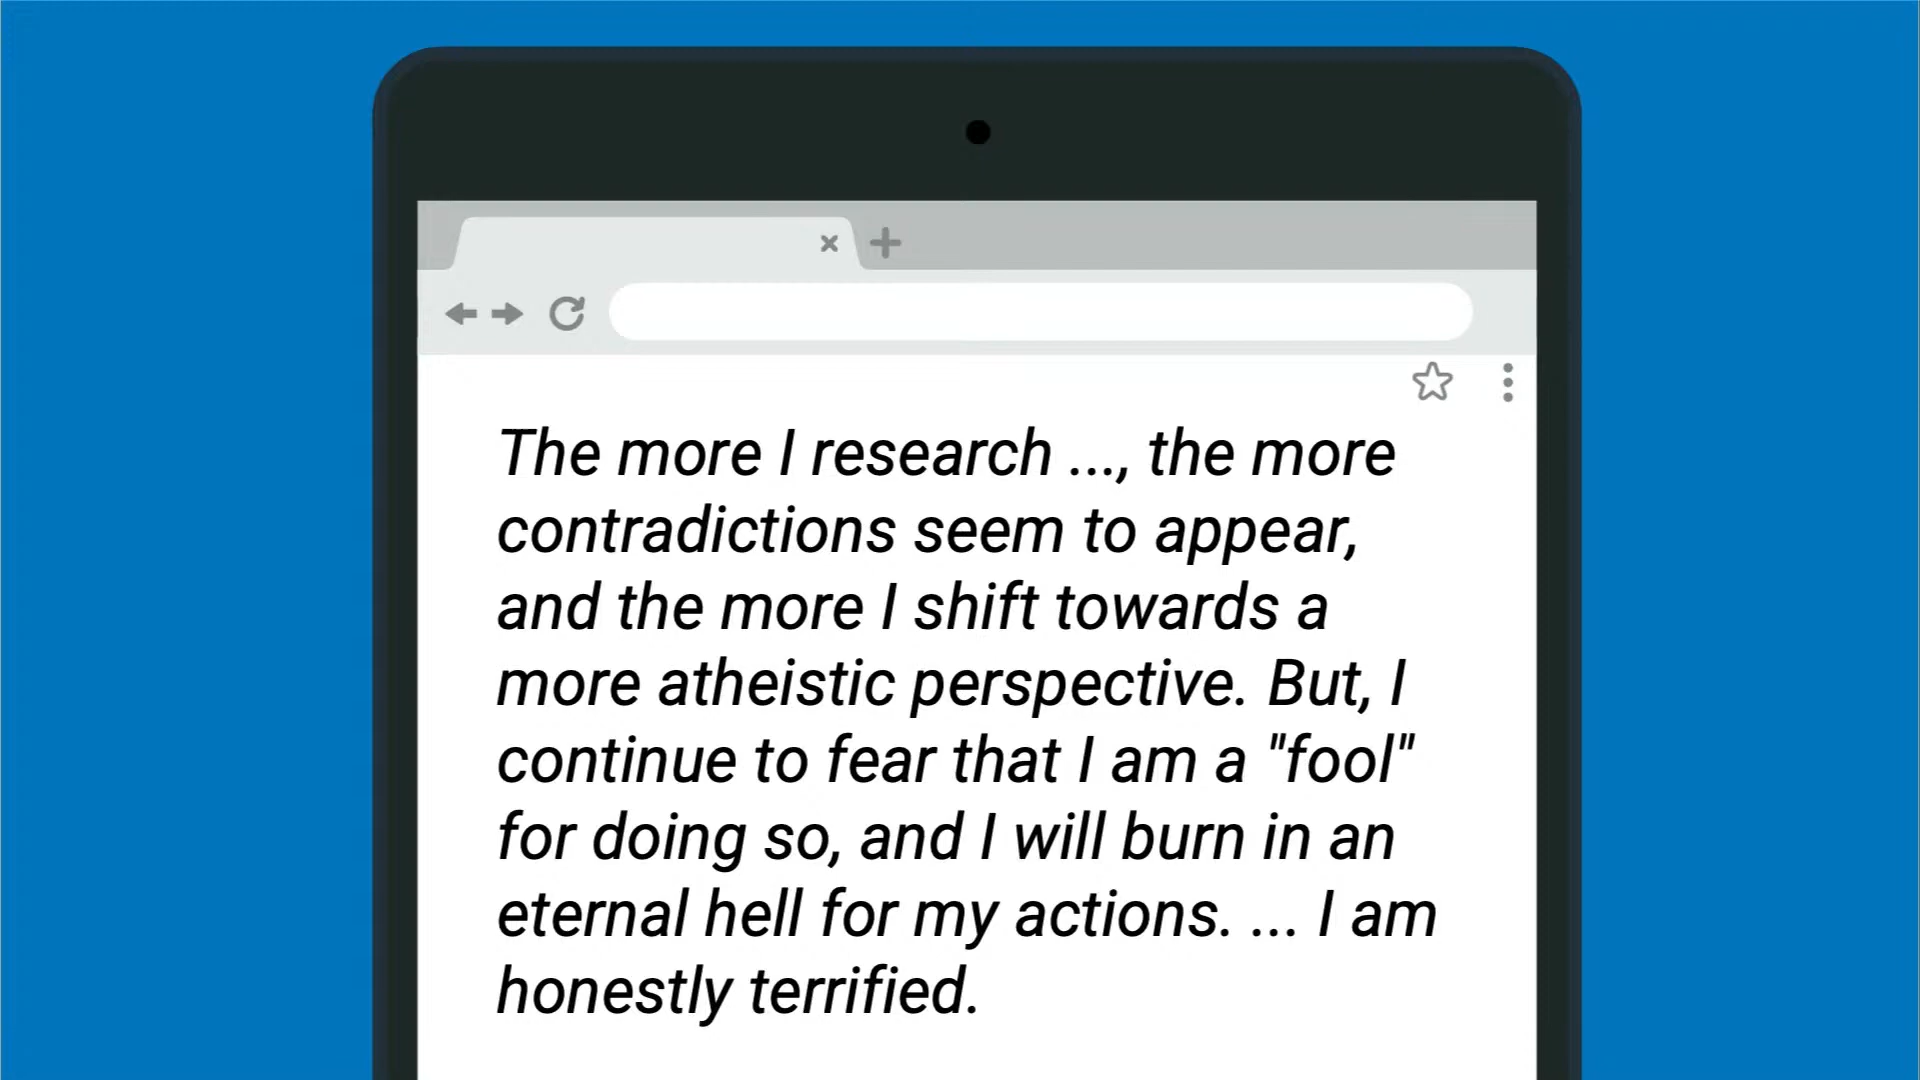 The more I research ..., the more
contradictions seem to appear,
and the more I shift towards a
more atheistic perspective. But, I
continue to fear that I am a "fool"
for doing so, and I will burn in an
eternal hell for my actions. ... I am
honestly terrified.